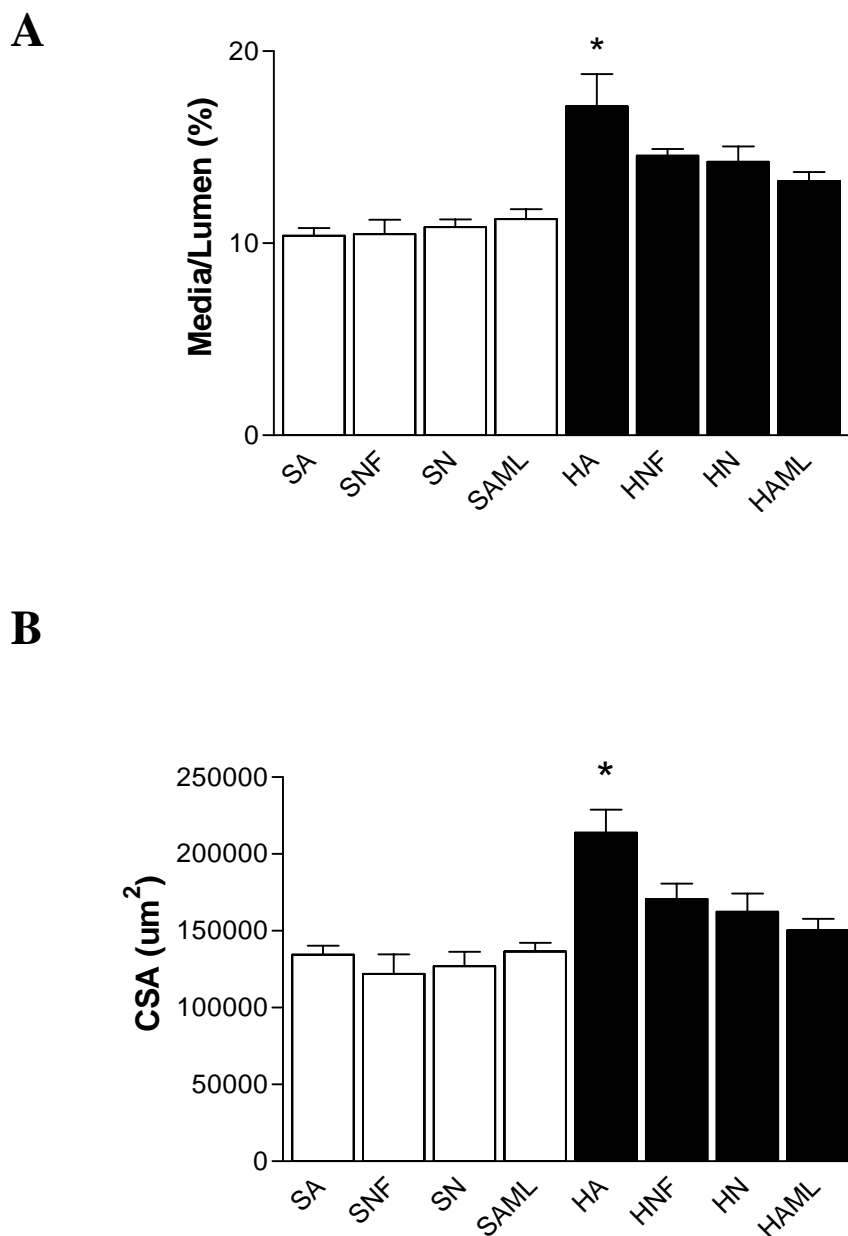 A
*
20
10
0
Media/Lumen (%)
SA SNF SN SAML HA HNF HN HAML
B
*
250000
200000
150000
100000
50000
0
CSA (um²)
SA SNF SN SAML HA HNF HN HAML